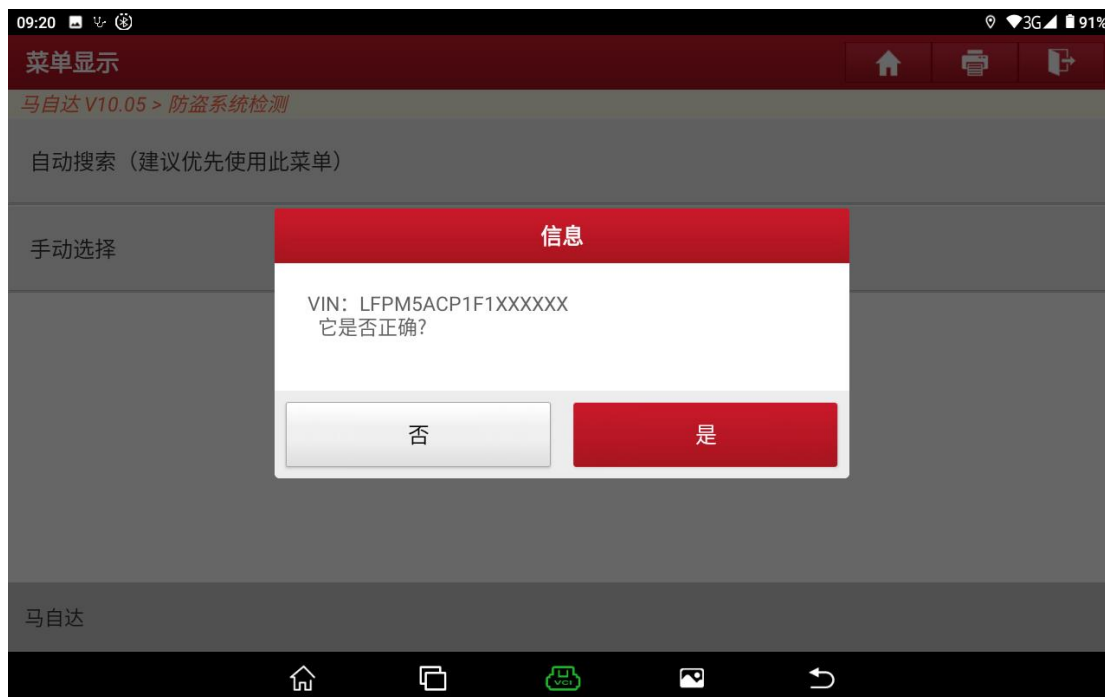 09:20
3G
91%
菜单显示
马自达 V10.05 > 防盗系统检测
自动搜索（建议优先使用此菜单）
手动选择
信息
VIN：LFPM5ACP1F1XXXXXX
它是否正确?
否
是
马自达
VCI